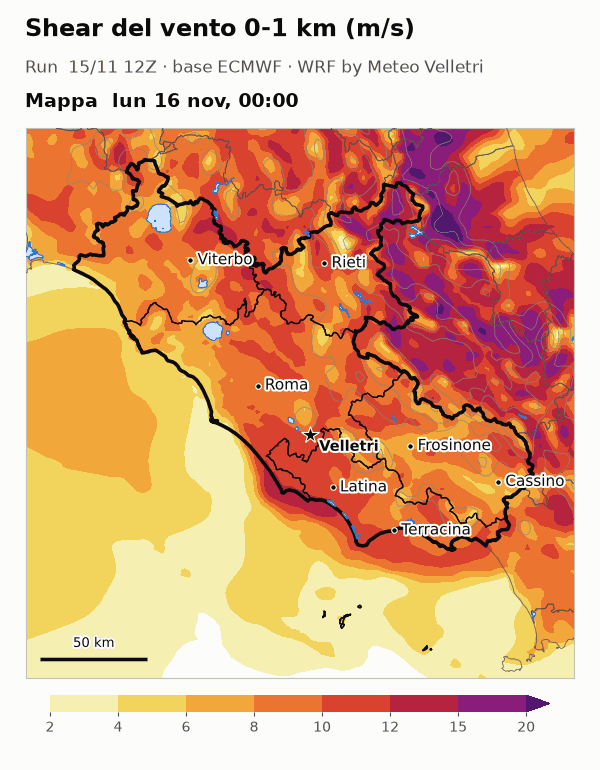 Shear del vento 0-1 km (m/s)
Run  15/11 12Z · base ECMWF · WRF by Meteo Velletri
Mappa  lun 16 nov, 00:00
Viterbo
Rieti
Roma
Velletri
Frosinone
Latina
Cassino
Terracina
50 km
2 4 6 8 10 12 15 20